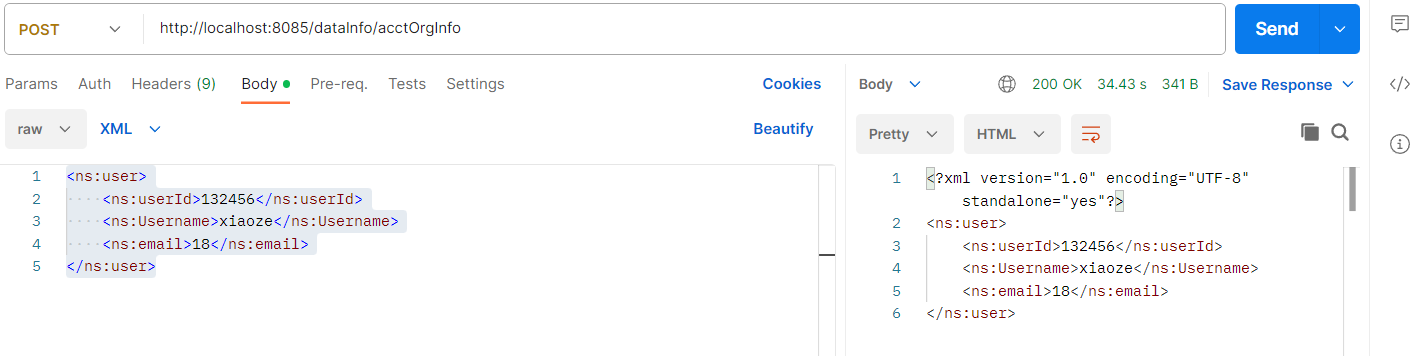 POST http://localhost:8085/dataInfo/acctOrgInfo Send
Params Auth Headers (9) Body Pre-req. Tests Settings Cookies
raw XML Beautify
1 <ns:user>
2 <ns:userId>132456</ns:userId>
3 <ns:Username>xiaoze</ns:Username>
4 <ns:email>18</ns:email>
5 </ns:user>
Body 200 OK 34.43 s 341 B Save Response
Pretty HTML
1 <?xml version="1.0" encoding="UTF-8"
standalone="yes"?>
2 <ns:user>
3 <ns:userId>132456</ns:userId>
4 <ns:Username>xiaoze</ns:Username>
5 <ns:email>18</ns:email>
6 </ns:user>